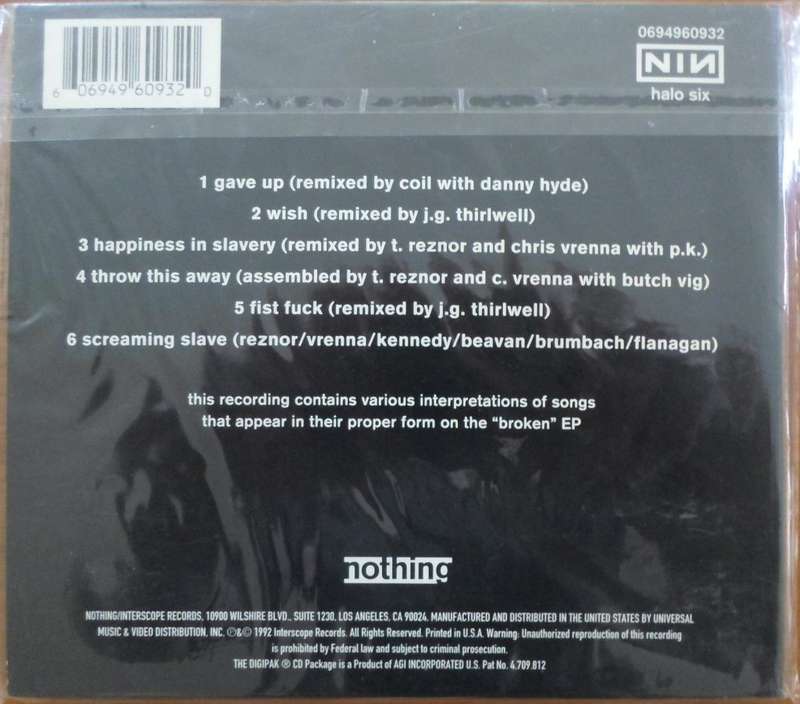 6 06949 60932 0
0694960932
NIN
halo six
1 gave up (remixed by coil with danny hyde)
2 wish (remixed by j.g. thirlwell)
3 happiness in slavery (remixed by t. reznor and chris vrenna with p.k.)
4 throw this away (assembled by t. reznor and c. vrenna with butch vig)
5 fist fuck (remixed by j.g. thirlwell)
6 screaming slave (reznor/vrenna/kennedy/beavan/brumbach/flanagan)
this recording contains various interpretations of songs
that appear in their proper form on the “broken” EP
nothing
NOTHING/INTERSCOPE RECORDS, 10900 WILSHIRE BLVD., SUITE 1230, LOS ANGELES, CA 90024. MANUFACTURED AND DISTRIBUTED IN THE UNITED STATES BY UNIVERSAL
MUSIC & VIDEO DISTRIBUTION, INC. ℗&© 1992 Interscope Records. All Rights Reserved. Printed in U.S.A. Warning: Unauthorized reproduction of this recording
is prohibited by Federal law and subject to criminal prosecution.
THE DIGIPAK ® CD Package is a Product of AGI INCORPORATED U.S. Pat No. 4.709.812